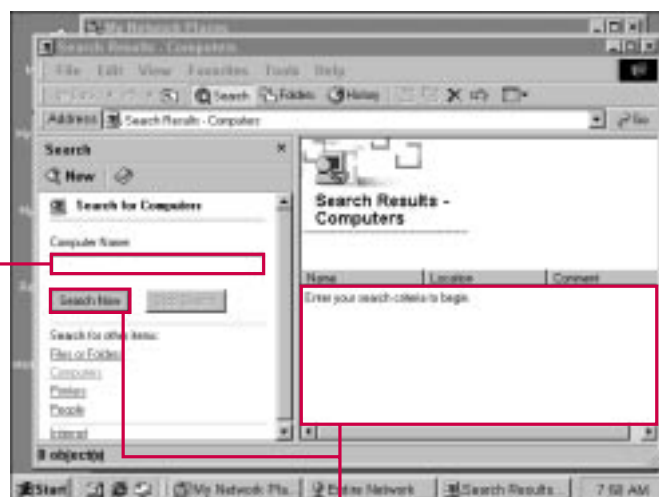 My Network Places
Search Results - Computers
File Edit View Favorites Tools Help
Search Folders History
Address Search Results - Computers Go
Search
New
Search for Computers
Computer Name:
Search Now
Search for other items:
Files or Folders
Computers
Printers
People
Internet
Search Results -
Computers
Name Location Comment
Enter your search criteria to begin.
0 object(s)
Start My Network Pla... Entire Network Search Results... 7:58 AM